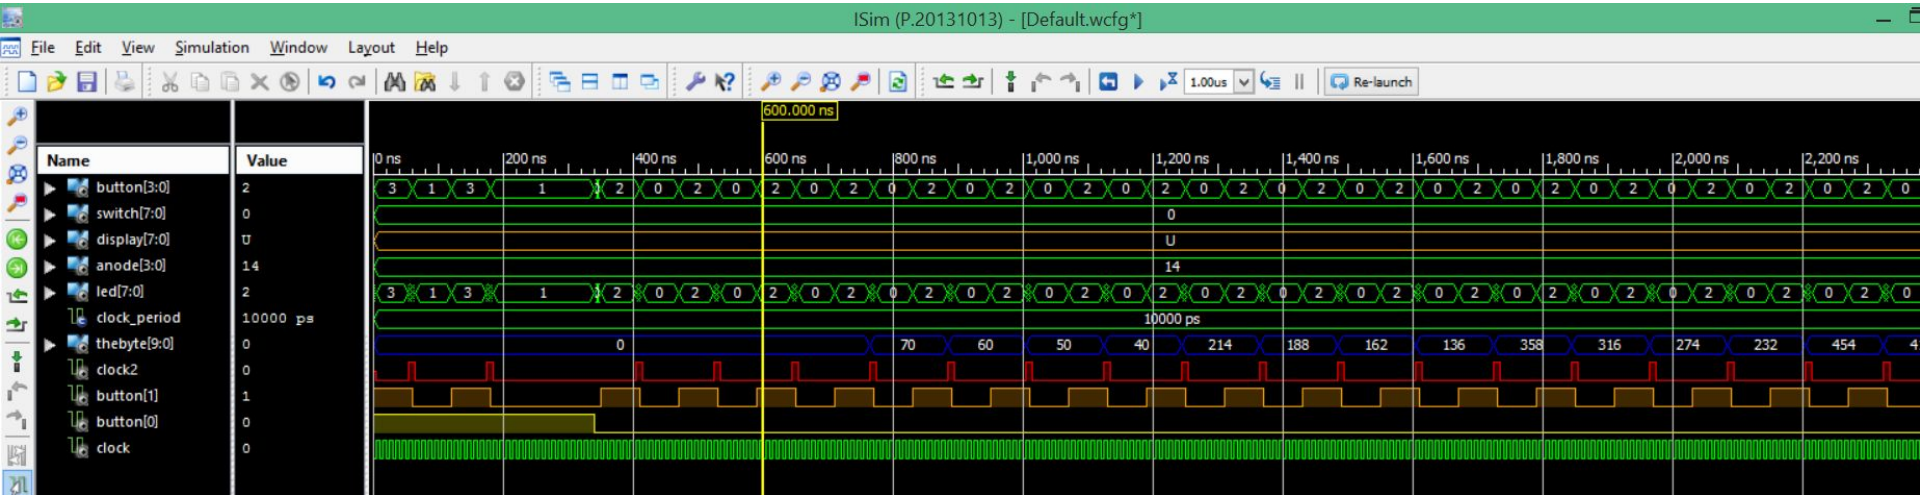 ISim (P.20131013) - [Default.wcfg*]
File Edit View Simulation Window Layout Help
1.00us Re-launch
600.000 ns
Name Value 0 ns 200 ns 400 ns 600 ns 800 ns 1,000 ns 1,200 ns 1,400 ns 1,600 ns 1,800 ns 2,000 ns 2,200 ns
button[3:0] 2 3 1 3 1 2 0 2 0 2 0 2 0 2 0 2 0 2 0 2 0 2 0 2 0 2 0 2 0 2 0 2 0 2 0 2 0
switch[7:0] 0 0
display[7:0] U U
anode[3:0] 14 14
led[7:0] 2 3 1 3 1 2 0 2 0 2 0 2 0 2 0 2 0 2 0 2 0 2 0 2 0 2 0 2 0 2 0 2 0 2 0 2 0
clock_period 10000 ps 10000 ps
thebyte[9:0] 0 0 70 60 50 40 214 188 162 136 358 316 274 232 454
clock2 0
button[1] 1
button[0] 0
clock 0